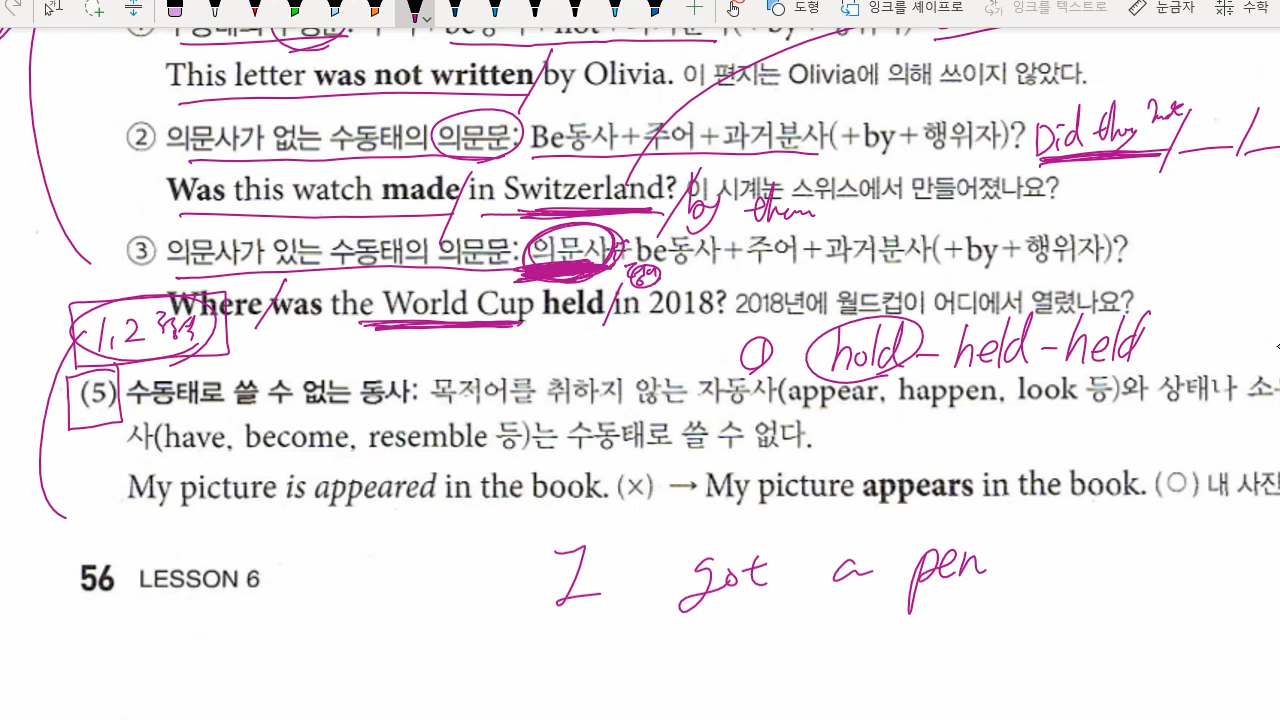 도형 잉크를 셰이프로 잉크를 텍스트로 눈금자 수학
This letter was not written by Olivia. 이 편지는 Olivia에 의해 쓰이지 않았다.
② 의문사가 없는 수동태의 의문문: Be동사+주어+과거분사(+by+행위자)? Did they
Was this watch made in Switzerland? 이 시계는 스위스에서 만들어졌나요?
by them
③ 의문사가 있는 수동태의 의문문: 의문사+be동사+주어+과거분사(+by+행위자)?
Where was the World Cup held in 2018? 2018년에 월드컵이 어디에서 열렸나요?
1, 2 형식
① hold - held - held
(5) 수동태로 쓸 수 없는 동사: 목적어를 취하지 않는 자동사(appear, happen, look 등)와 상태나
사(have, become, resemble 등)는 수동태로 쓸 수 없다.
My picture is appeared in the book. (×) → My picture appears in the book. (○) 내 사진
I got a pen
56 LESSON 6